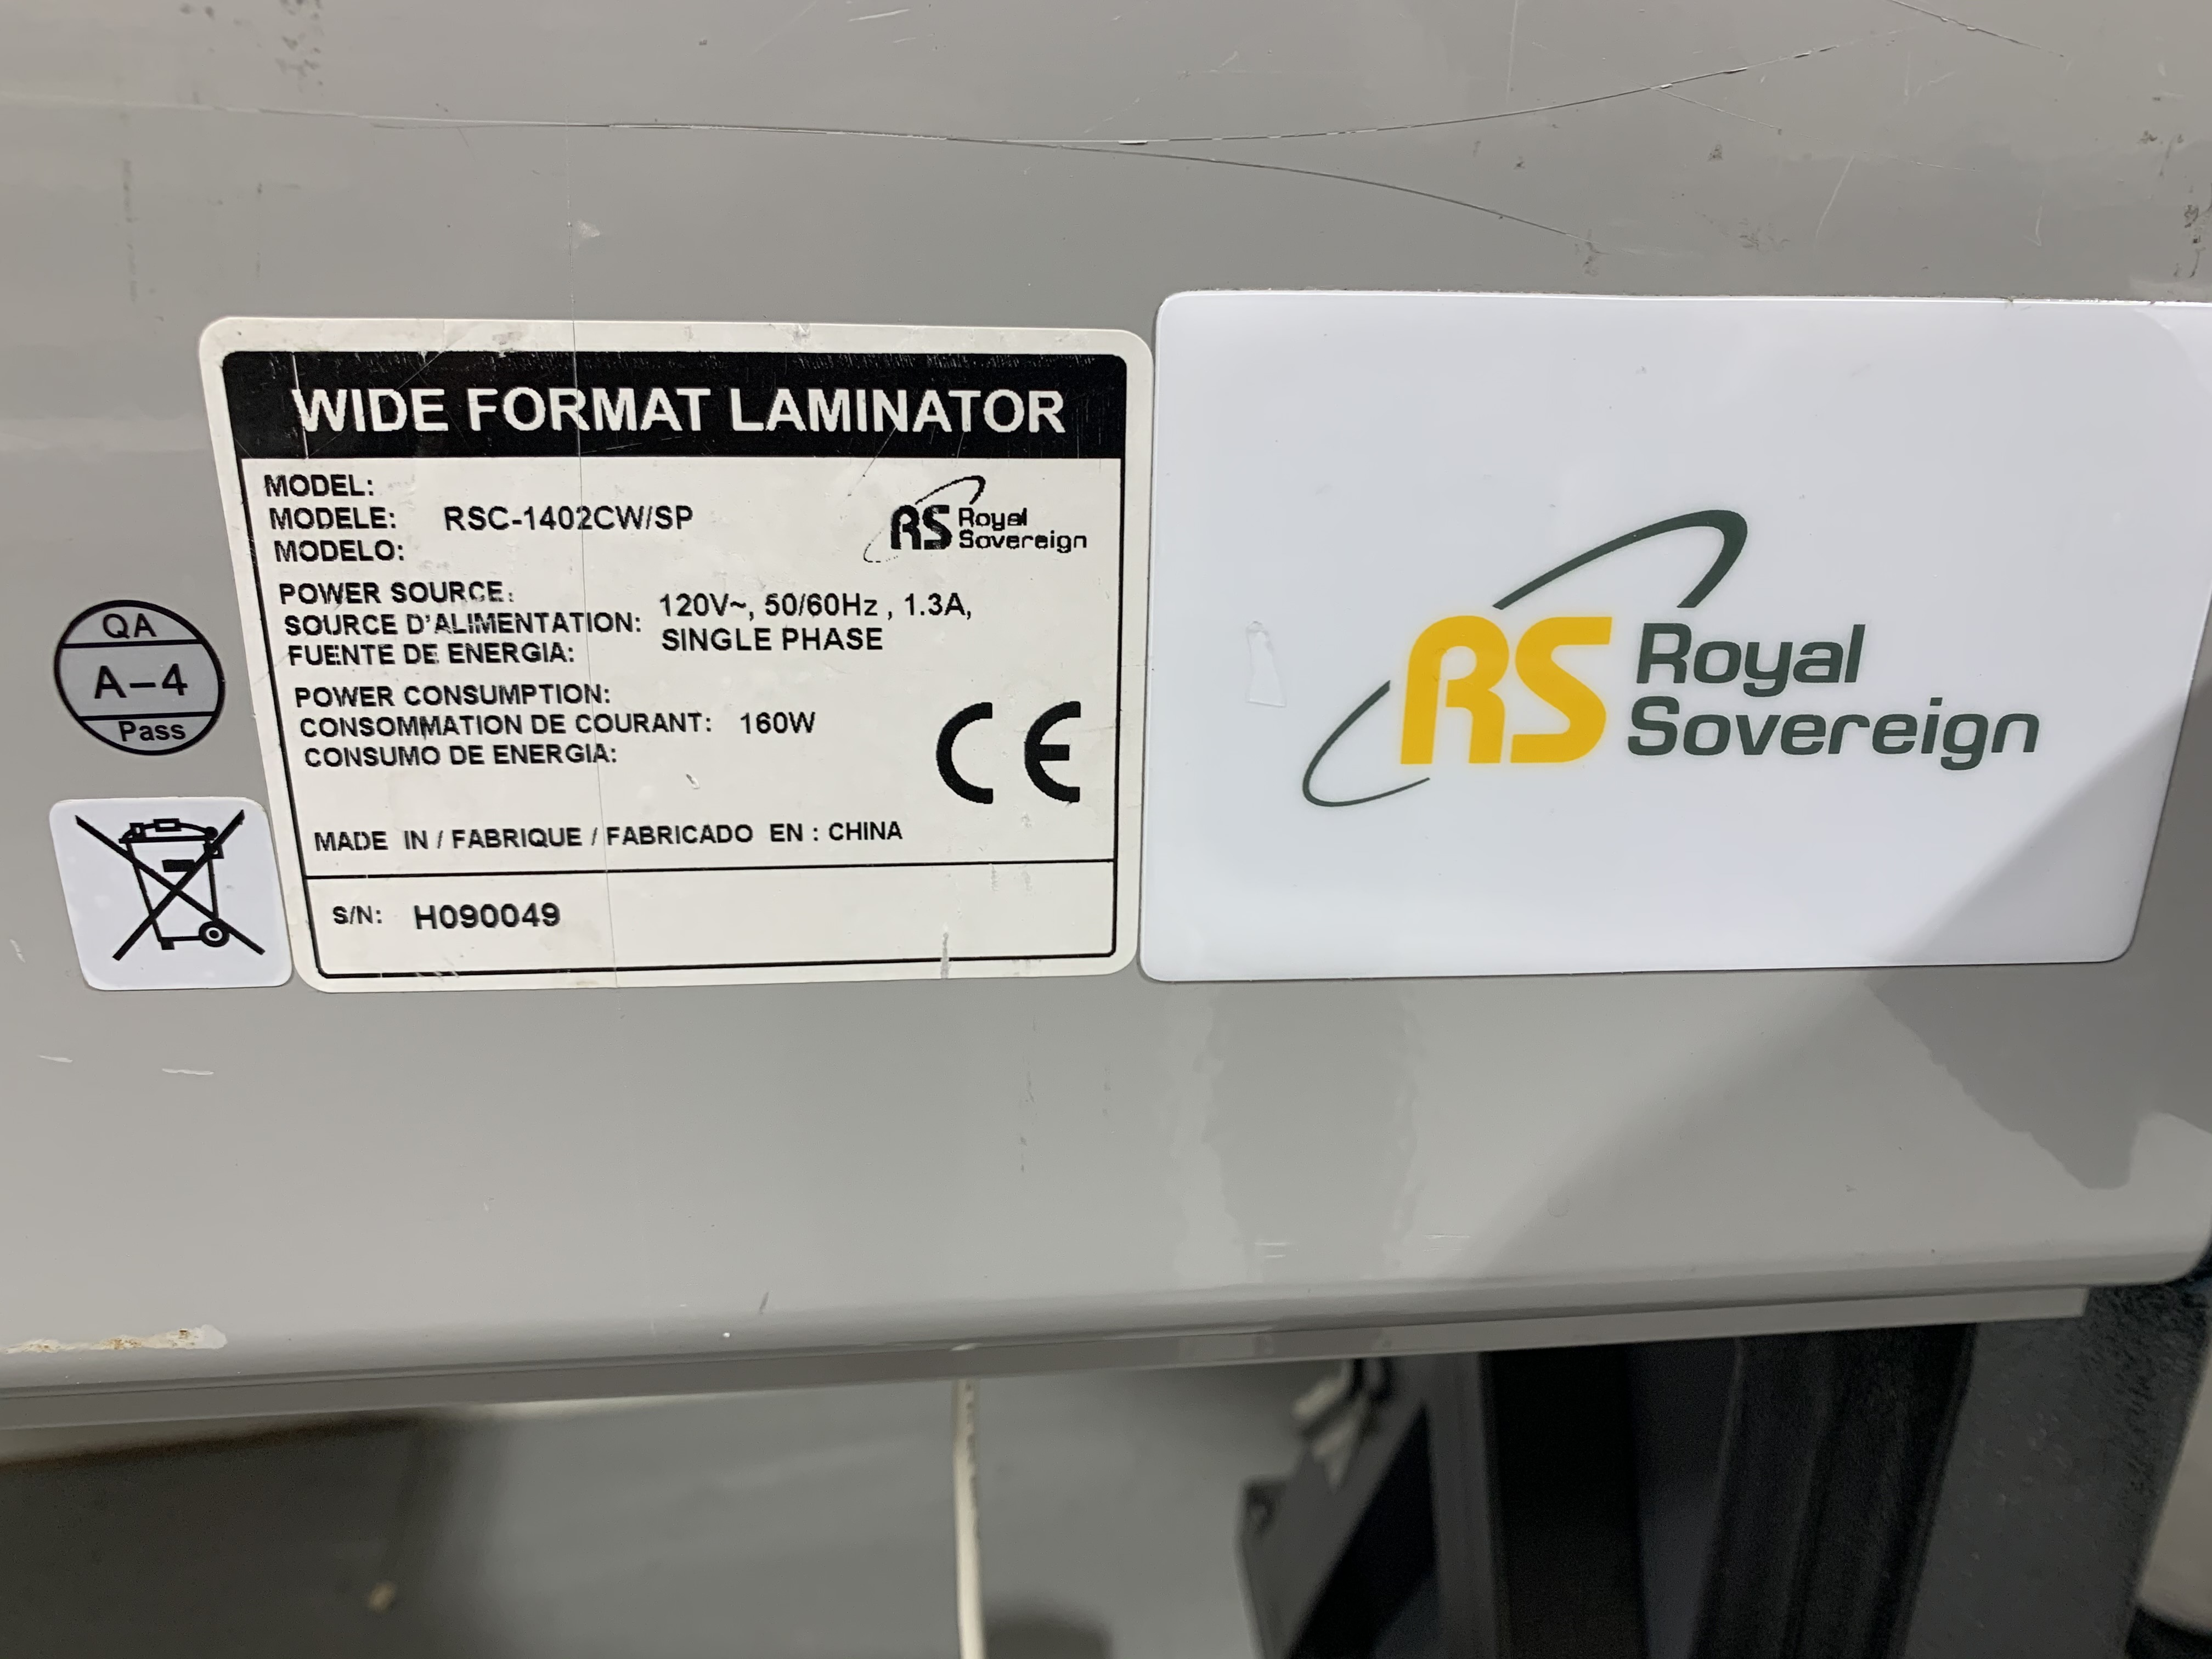 WIDE FORMAT LAMINATOR
MODEL:
MODELE: RSC-1402CW/SP
MODELO:
RS Royal
Sovereign
POWER SOURCE:
SOURCE D'ALIMENTATION: 120V~, 50/60Hz , 1.3A,
FUENTE DE ENERGIA: SINGLE PHASE
POWER CONSUMPTION:
CONSOMMATION DE COURANT: 160W
CONSUMO DE ENERGIA:
CE
MADE IN / FABRIQUE / FABRICADO EN : CHINA
S/N: H090049
QA
A-4
Pass
RS Royal
Sovereign